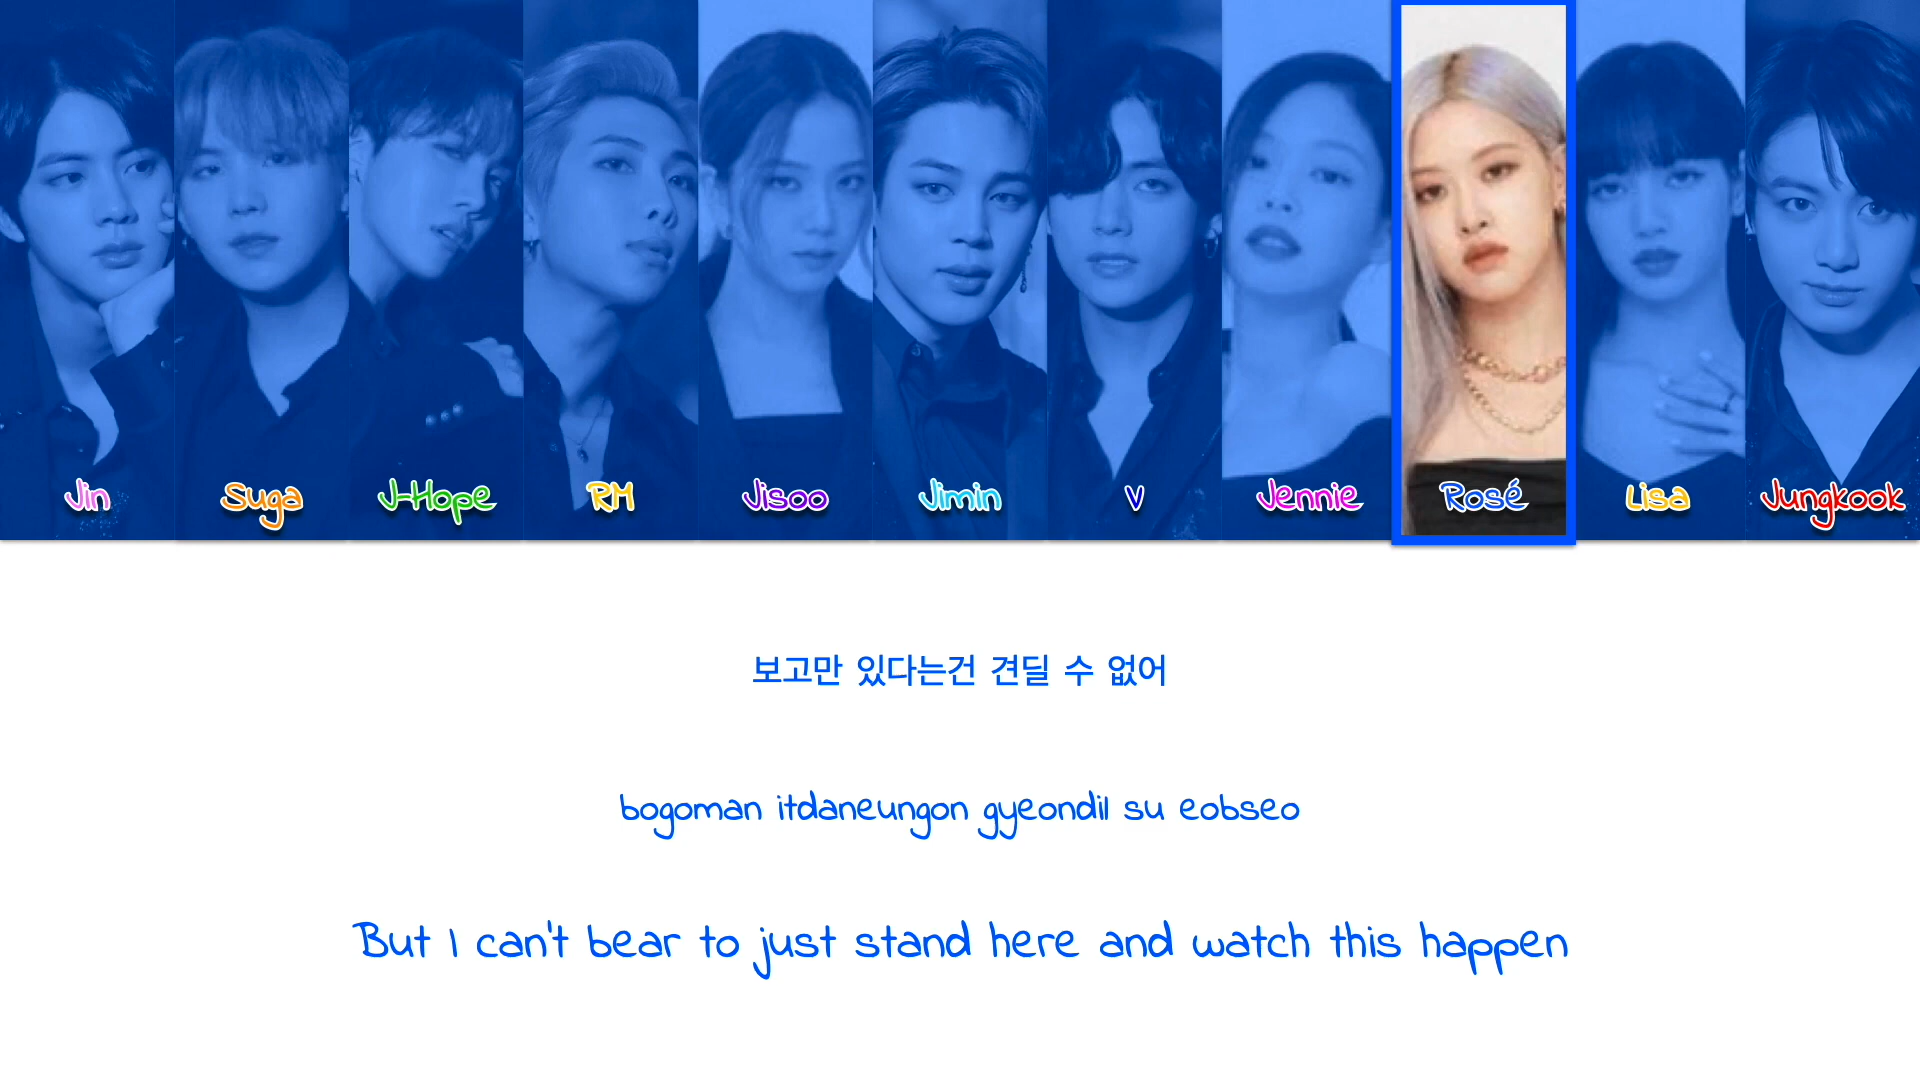 Jin Suga J-Hope RM Jisoo Jimin V Jennie Rosé Lisa Jungkook
보고만 있다는건 견딜 수 없어
bogoman itdaneungon gyeondil su eobseo
But I can't bear to just stand here and watch this happen